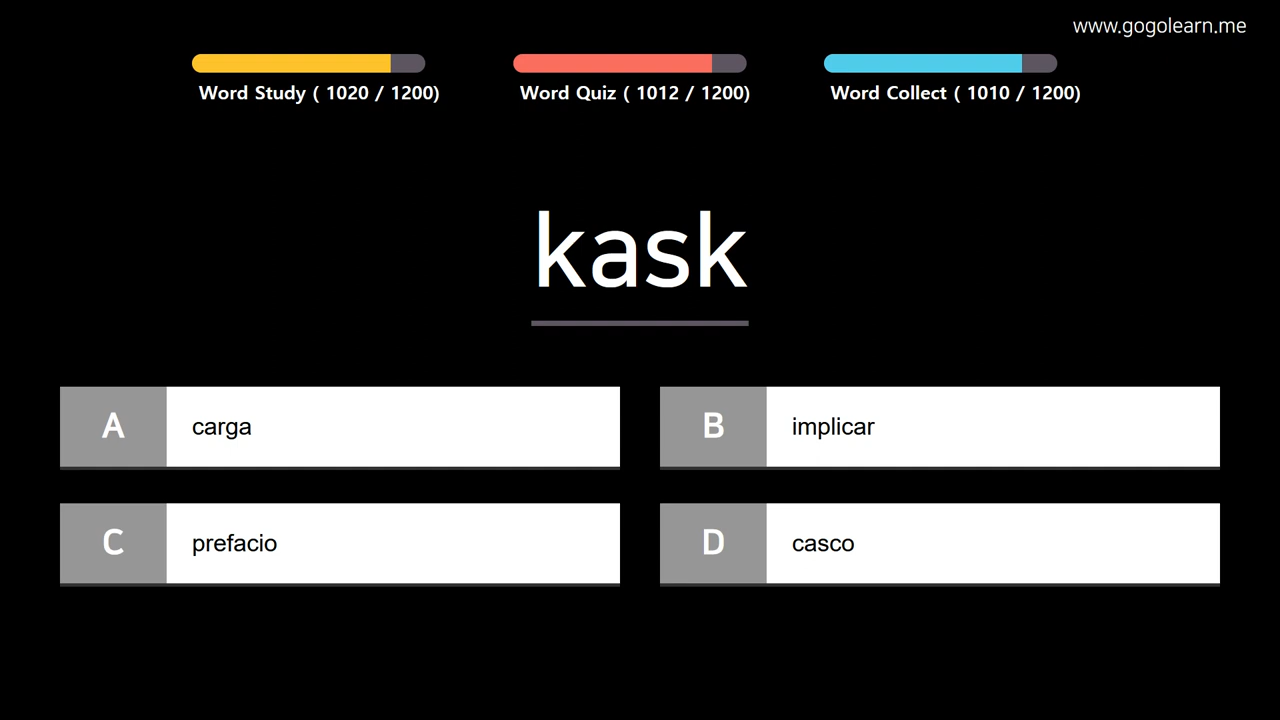 www.gogolearn.me
Word Study ( 1020 / 1200)
Word Quiz ( 1012 / 1200)
Word Collect ( 1010 / 1200)
kask
A
carga
B
implicar
C
prefacio
D
casco